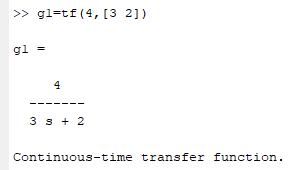 >> g1=tf(4,[3 2])
g1 =
4
-------
3 s + 2
Continuous-time transfer function.